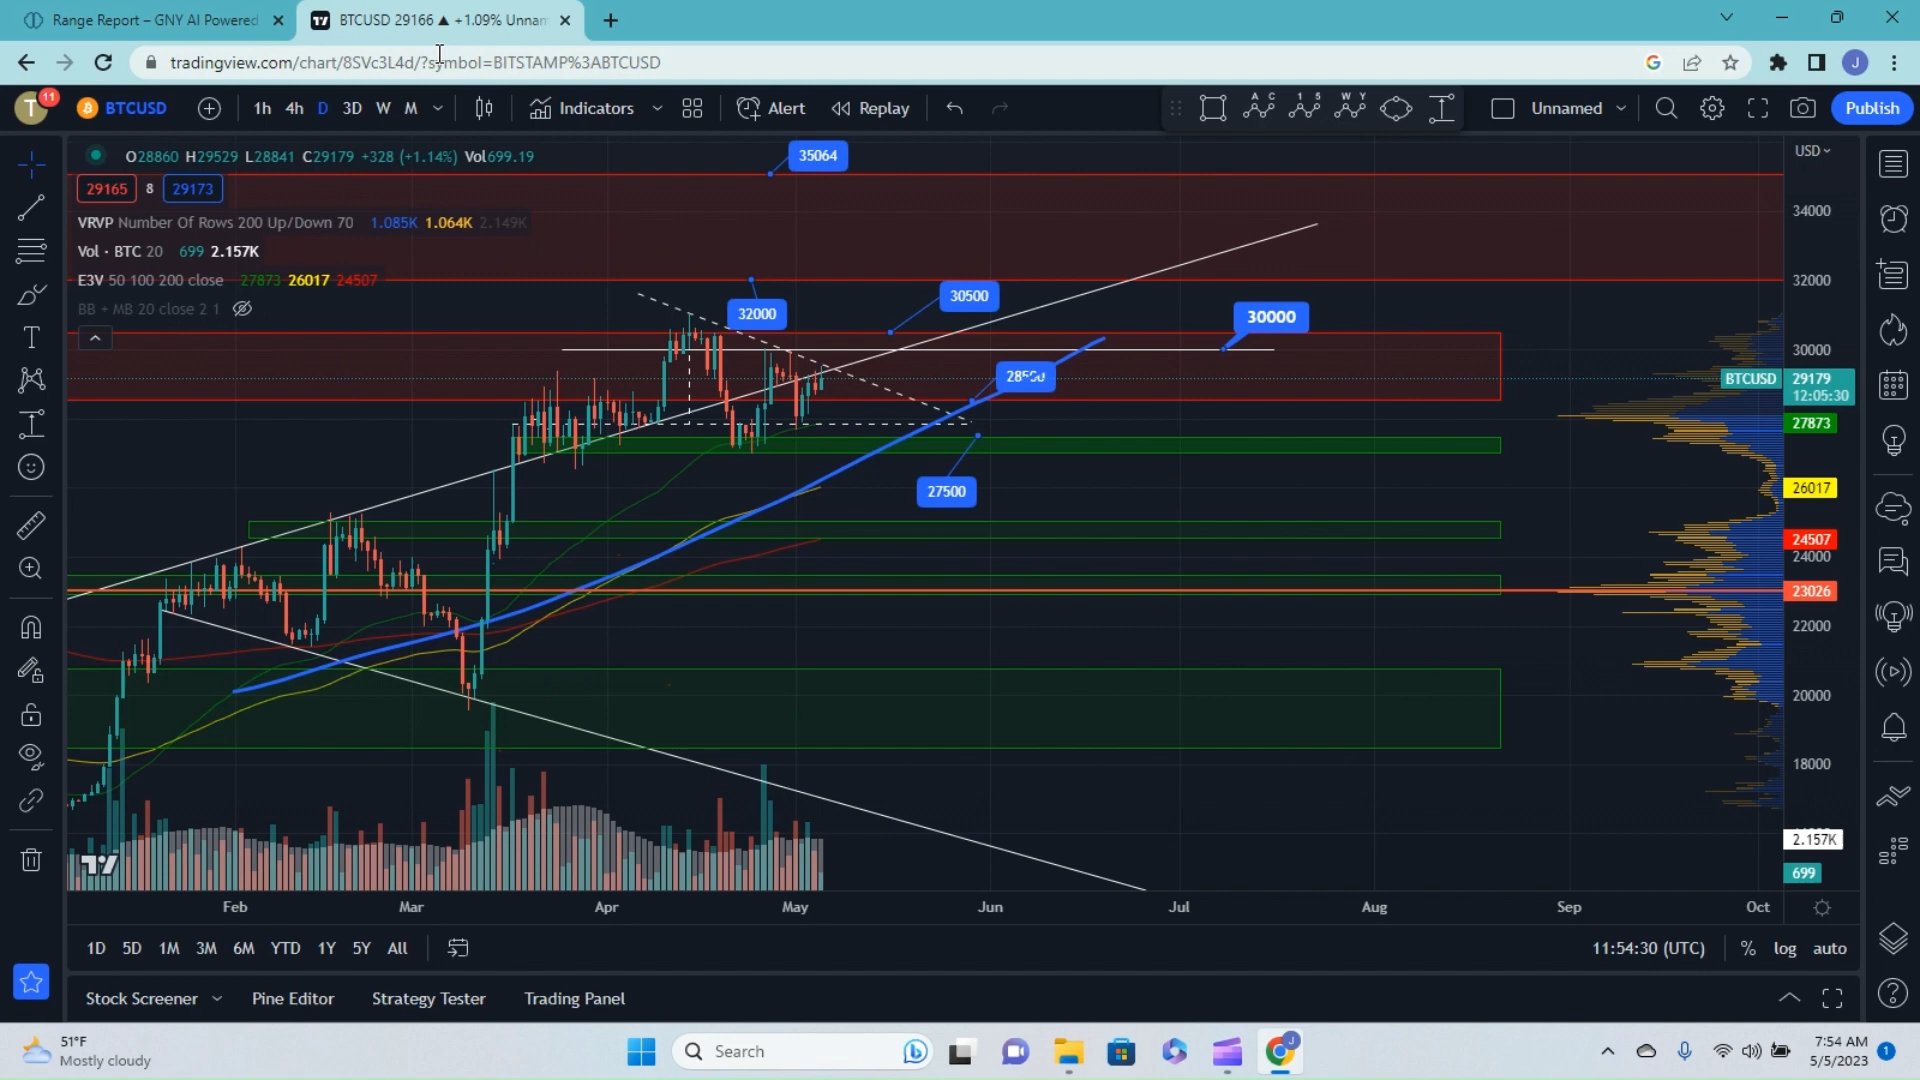 Range Report – GNY AI Powered
BTCUSD 29166 ▲ +1.09% Unnam
tradingview.com/chart/8SVc3L4d/?symbol=BITSTAMP%3ABTCUSD
J
T 11 BTCUSD 1h 4h D 3D W M Indicators Alert Replay A C 1 5 W Y Unnamed Publish
O28860 H29529 L28841 C29179 +328 (+1.14%) Vol699.19
35064
USD
29165 8 29173
VRVP Number Of Rows 200 Up/Down 70 1.085K 1.064K 2.149K
34000
Vol · BTC 20 699 2.157K
E3V 50 100 200 close 27873 26017 24507
32000
BB + MB 20 close 2 1
32000
30500
30000
30000
BTCUSD 29179
12:05:30
27873
27500
26017
24507
24000
23026
22000
20000
18000
2.157K
699
Feb Mar Apr May Jun Jul Aug Sep Oct
1D 5D 1M 3M 6M YTD 1Y 5Y All 11:54:30 (UTC) % log auto
Stock Screener Pine Editor Strategy Tester Trading Panel
51°F
Mostly cloudy
Search
J
7:54 AM
5/5/2023
1